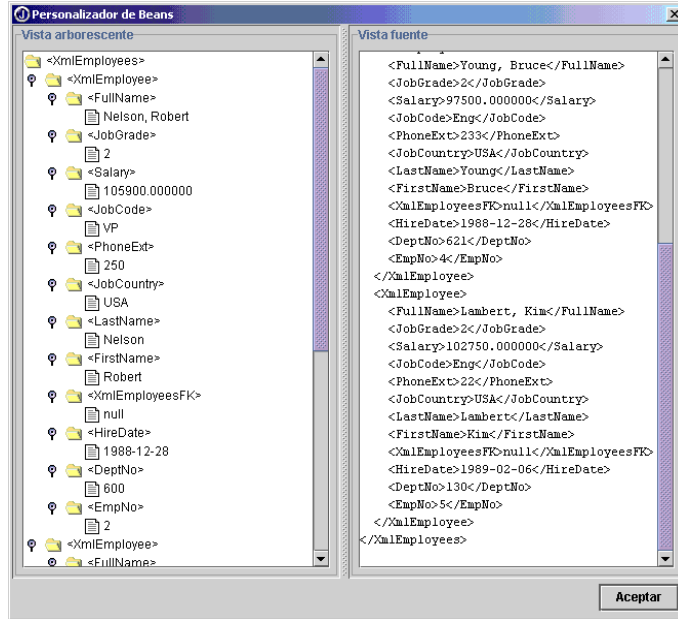 Personalizador de Beans
Vista arborescente
<XmlEmployees>
<XmlEmployee>
<FullName>
Nelson, Robert
<JobGrade>
2
<Salary>
105900.000000
<JobCode>
VP
<PhoneExt>
250
<JobCountry>
USA
<LastName>
Nelson
<FirstName>
Robert
<XmlEmployeesFK>
null
<HireDate>
1988-12-28
<DeptNo>
600
<EmpNo>
2
<XmlEmployee>
<FullName>
Vista fuente
<FullName>Young, Bruce</FullName>
<JobGrade>2</JobGrade>
<Salary>97500.000000</Salary>
<JobCode>Eng</JobCode>
<PhoneExt>233</PhoneExt>
<JobCountry>USA</JobCountry>
<LastName>Young</LastName>
<FirstName>Bruce</FirstName>
<XmlEmployeesFK>null</XmlEmployeesFK>
<HireDate>1988-12-28</HireDate>
<DeptNo>621</DeptNo>
<EmpNo>4</EmpNo>
</XmlEmployee>
<XmlEmployee>
<FullName>Lambert, Kim</FullName>
<JobGrade>2</JobGrade>
<Salary>102750.000000</Salary>
<JobCode>Eng</JobCode>
<PhoneExt>22</PhoneExt>
<JobCountry>USA</JobCountry>
<LastName>Lambert</LastName>
<FirstName>Kim</FirstName>
<XmlEmployeesFK>null</XmlEmployeesFK>
<HireDate>1989-02-06</HireDate>
<DeptNo>130</DeptNo>
<EmpNo>5</EmpNo>
</XmlEmployee>
</XmlEmployees>
Aceptar